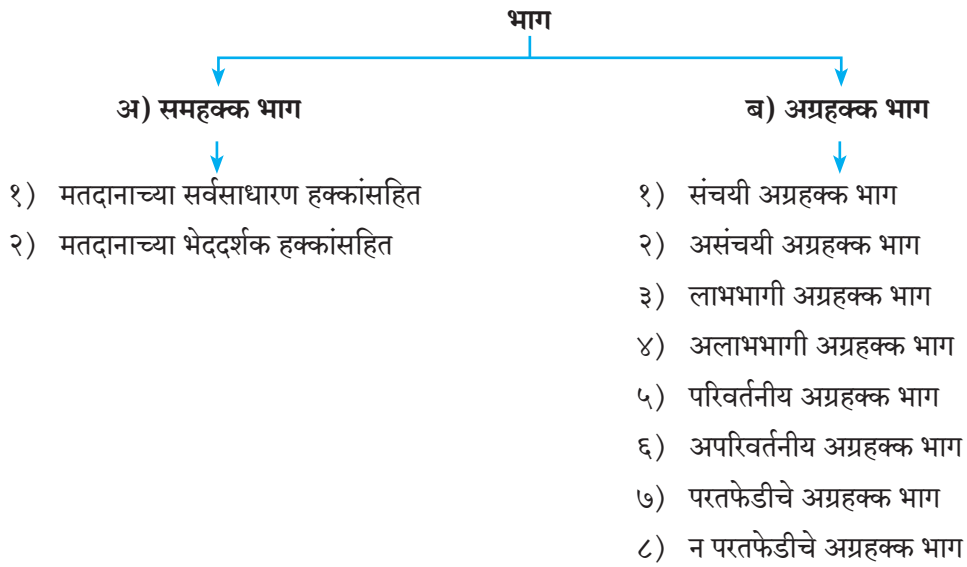 भाग
अ) समहक्क भाग
१) मतदानाच्या सर्वसाधारण हक्कांसहित
२) मतदानाच्या भेददर्शक हक्कांसहित
ब) अग्रहक्क भाग
१) संचयी अग्रहक्क भाग
२) असंचयी अग्रहक्क भाग
३) लाभभागी अग्रहक्क भाग
४) अलाभभागी अग्रहक्क भाग
५) परिवर्तनीय अग्रहक्क भाग
६) अपरिवर्तनीय अग्रहक्क भाग
७) परतफेडीचे अग्रहक्क भाग
८) न परतफेडीचे अग्रहक्क भाग